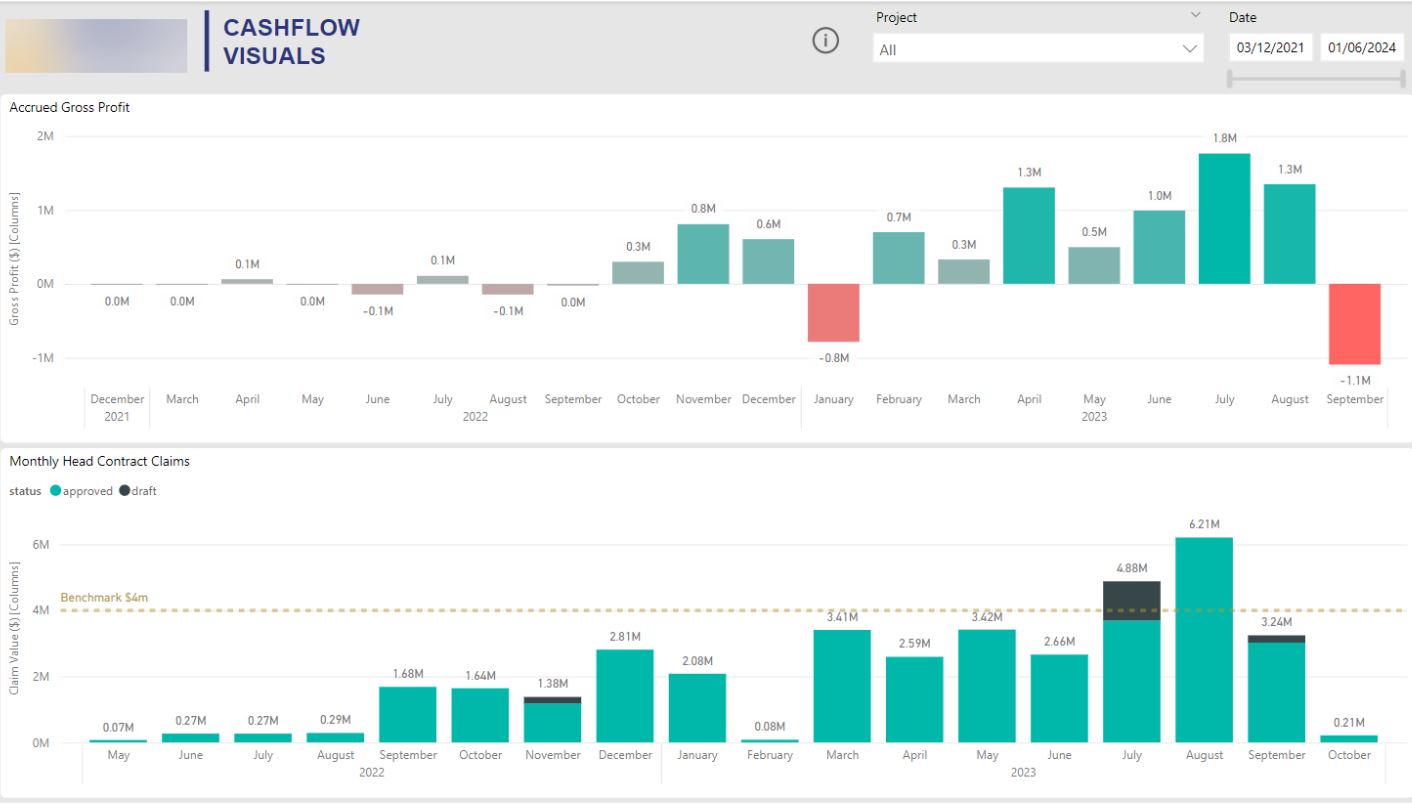 CASHFLOW
VISUALS
Project
All
Date
03/12/2021 01/06/2024
Accrued Gross Profit
Gross Profit ($) [Columns]
2M
1M
0M
-1M
0.0M 0.0M 0.1M 0.0M -0.1M 0.1M -0.1M 0.0M 0.3M 0.8M 0.6M -0.8M 0.7M 0.3M 1.3M 0.5M 1.0M 1.8M 1.3M -1.1M
December March April May June July August September October November December January February March April May June July August September
2021 2022 2023
Monthly Head Contract Claims
status approved draft
Claim Value ($) [Columns]
6M
4M
2M
0M
Benchmark $4m
0.07M 0.27M 0.27M 0.29M 1.68M 1.64M 1.38M 2.81M 2.08M 0.08M 3.41M 2.59M 3.42M 2.66M 4.88M 6.21M 3.24M 0.21M
May June July August September October November December January February March April May June July August September October
2022 2023